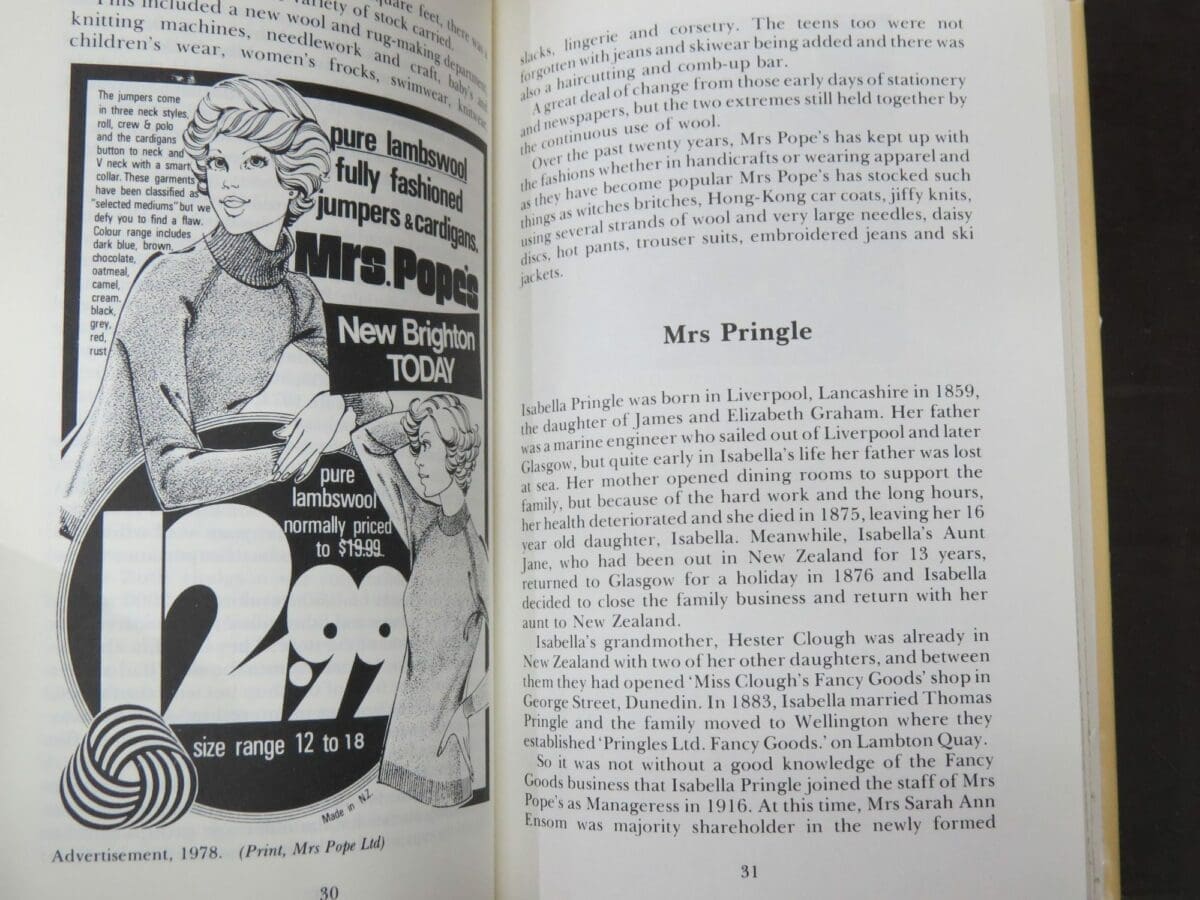 square feet, there was a
variety of stock carried.
This included a new wool and rug-making department,
knitting machines, needlework and craft, baby's and
children's wear, women's frocks, swimwear, knitwear
The jumpers come
in three neck styles,
roll, crew & polo
and the cardigans
button to neck and
V neck with a smart
collar. These garments
have been classified as
"selected mediums" but we
defy you to find a flaw.
Colour range includes
dark blue, brown,
chocolate,
oatmeal,
camel,
cream.
black,
grey,
red,
rust
pure lambswool
fully fashioned
jumpers & cardigans.
Mrs. Pope's
New Brighton
TODAY
pure
lambswool
normally priced
to $19.99
12.99
size range 12 to 18
Made in N.Z.
Advertisement, 1978. (Print, Mrs Pope Ltd)
30
slacks, lingerie and corsetry. The teens too were not
forgotten with jeans and skiwear being added and there was
also a haircutting and comb-up bar.
A great deal of change from those early days of stationery
and newspapers, but the two extremes still held together by
the continuous use of wool.
Over the past twenty years, Mrs Pope's has kept up with
the fashions whether in handicrafts or wearing apparel and
as they have become popular Mrs Pope's has stocked such
things as witches britches, Hong-Kong car coats, jiffy knits,
using several strands of wool and very large needles, daisy
discs, hot pants, trouser suits, embroidered jeans and ski
jackets.
Mrs Pringle
Isabella Pringle was born in Liverpool, Lancashire in 1859,
the daughter of James and Elizabeth Graham. Her father
was a marine engineer who sailed out of Liverpool and later
Glasgow, but quite early in Isabella's life her father was lost
at sea. Her mother opened dining rooms to support the
family, but because of the hard work and the long hours,
her health deteriorated and she died in 1875, leaving her 16
year old daughter, Isabella. Meanwhile, Isabella's Aunt
Jane, who had been out in New Zealand for 13 years,
returned to Glasgow for a holiday in 1876 and Isabella
decided to close the family business and return with her
aunt to New Zealand.
Isabella's grandmother, Hester Clough was already in
New Zealand with two of her other daughters, and between
them they had opened 'Miss Clough's Fancy Goods' shop in
George Street, Dunedin. In 1883, Isabella married Thomas
Pringle and the family moved to Wellington where they
established 'Pringles Ltd. Fancy Goods.' on Lambton Quay.
So it was not without a good knowledge of the Fancy
Goods business that Isabella Pringle joined the staff of Mrs
Pope's as Manageress in 1916. At this time, Mrs Sarah Ann
Ensom was majority shareholder in the newly formed
31